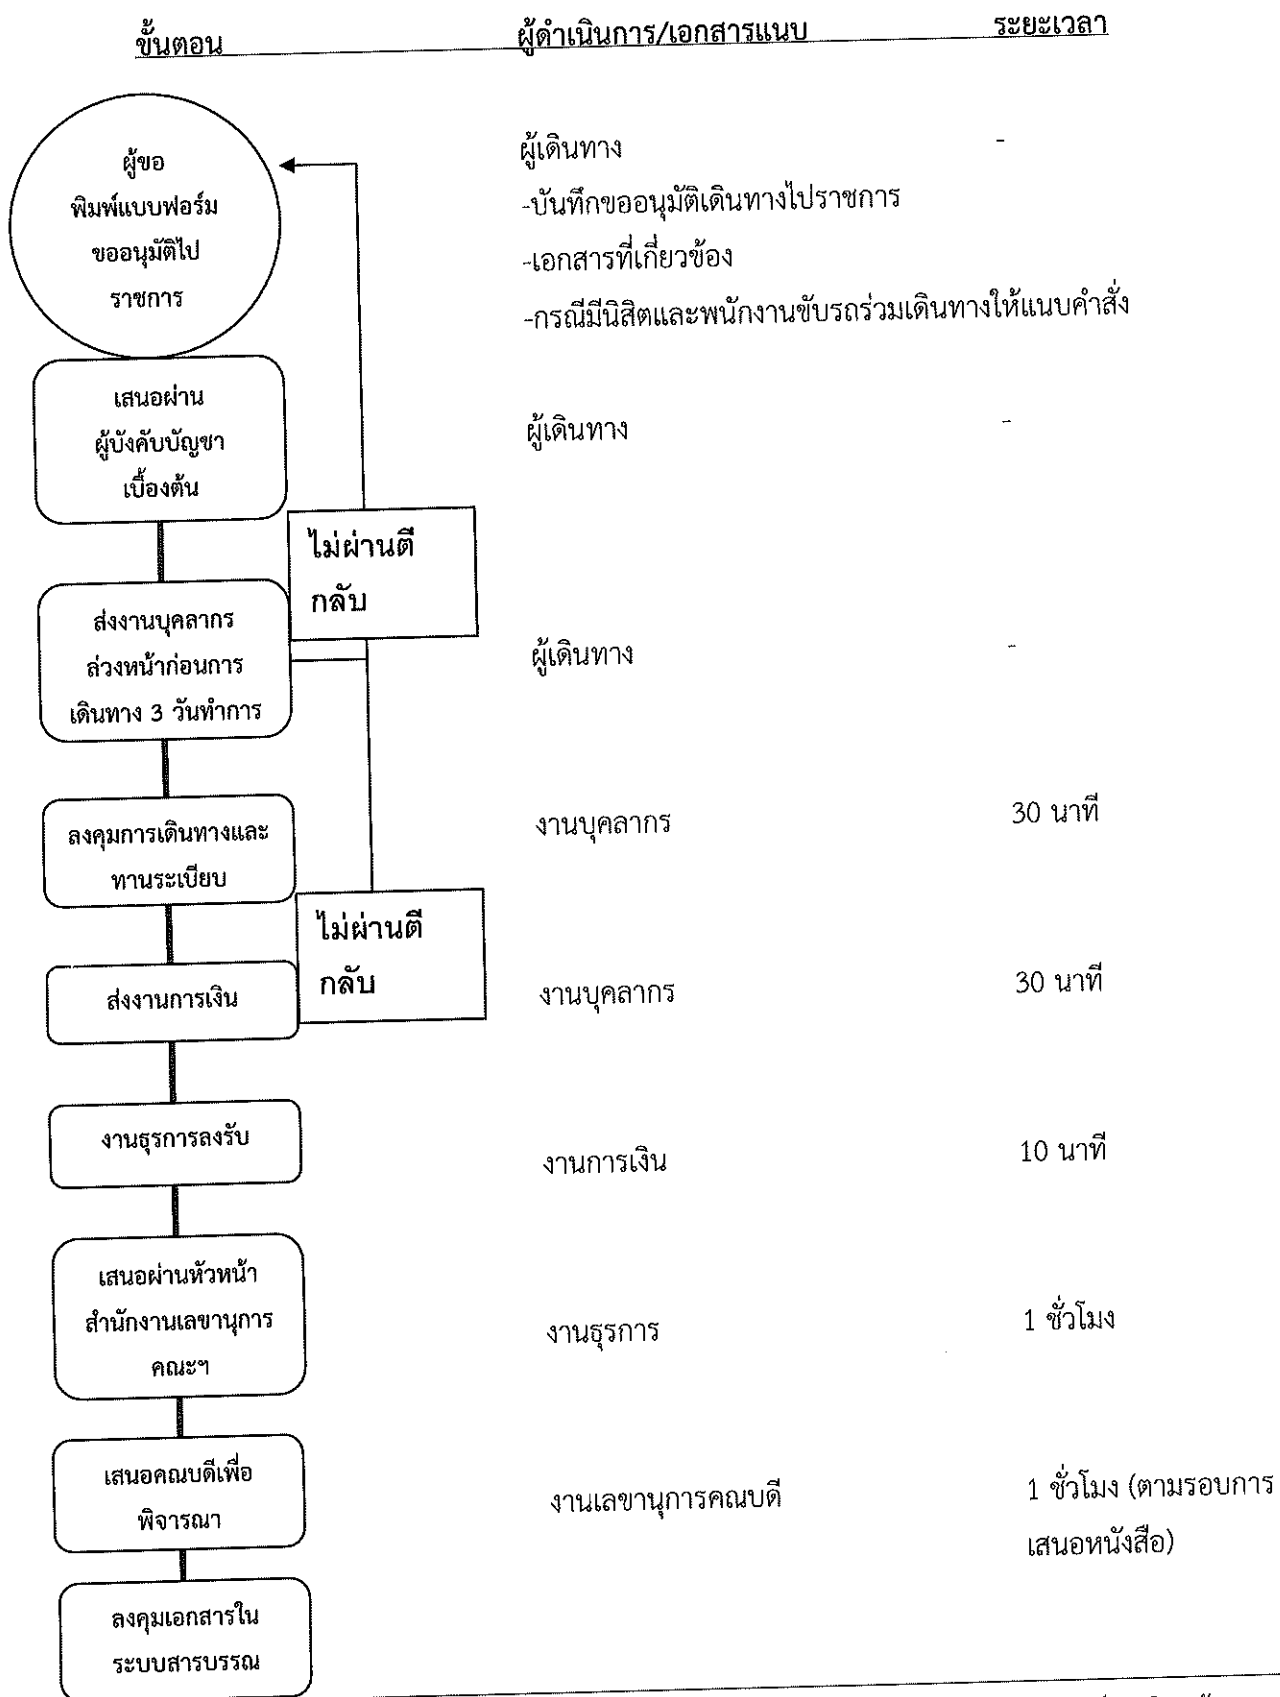 ขั้นตอน ผู้ดำเนินการ/เอกสารแนบ ระยะเวลา
ผู้ขอ
พิมพ์แบบฟอร์ม
ขออนุมัติไป
ราชการ
ผู้เดินทาง -
-บันทึกขออนุมัติเดินทางไปราชการ
-เอกสารที่เกี่ยวข้อง
-กรณีมีนิสิตและพนักงานขับรถร่วมเดินทางให้แนบคำสั่ง
เสนอผ่าน
ผู้บังคับบัญชา
เบื้องต้น
ผู้เดินทาง -
ไม่ผ่านตี
กลับ
ส่งงานบุคลากร
ล่วงหน้าก่อนการ
เดินทาง 3 วันทำการ
ผู้เดินทาง -
ลงคุมการเดินทางและ
ทานระเบียบ
งานบุคลากร 30 นาที
ไม่ผ่านตี
กลับ
ส่งงานการเงิน
งานบุคลากร 30 นาที
งานธุรการลงรับ
งานการเงิน 10 นาที
เสนอผ่านหัวหน้า
สำนักงานเลขานุการ
คณะฯ
งานธุรการ 1 ชั่วโมง
เสนอคณบดีเพื่อ
พิจารณา
งานเลขานุการคณบดี 1 ชั่วโมง (ตามรอบการ
เสนอหนังสือ)
ลงคุมเอกสารใน
ระบบสารบรรณ